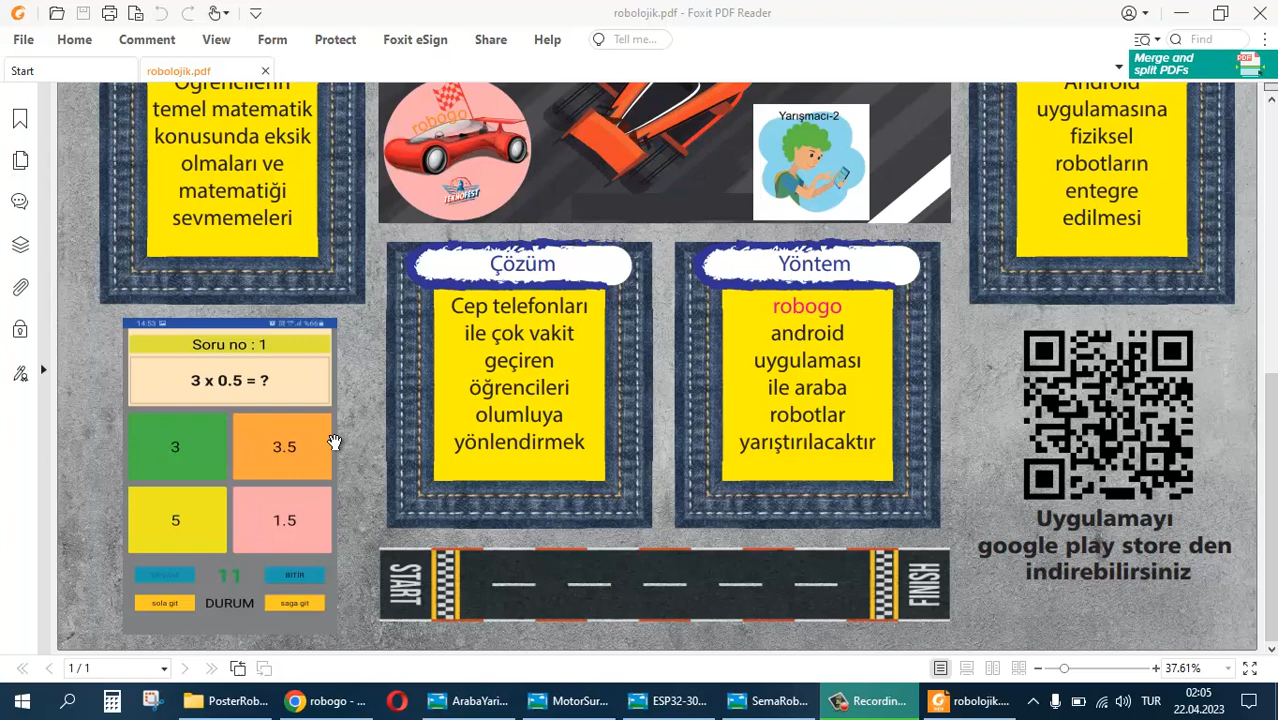 robolojik.pdf - Foxit PDF Reader
File Home Comment View Form Protect Foxit eSign Share Help Tell me... Find
Start robolojik.pdf Merge and
split PDFs
Öğrencilerin
temel matematik
konusunda eksik
olmaları ve
matematiği
sevmemeleri
robogo
TEKNOFEST
Yarışmacı-2
Android
uygulamasına
fiziksel
robotların
entegre
edilmesi
Çözüm
Cep telefonları
ile çok vakit
geçiren
öğrencileri
olumluya
yönlendirmek
Yöntem
robogo
android
uygulaması
ile araba
robotlar
yarıştırılacaktır
14:53 %66
Soru no : 1
3 x 0.5 = ?
3 3.5
5 1.5
11 BITIR
sola git DURUM saga git
START FINISH
Uygulamayı
google play store den
indirebilirsiniz
1 / 1 37.61%
PosterRob... robogo - ... ArabaYari... MotorSur... ESP32-30... SemaRob... Recordin... robolojik.... TUR 02:05
22.04.2023